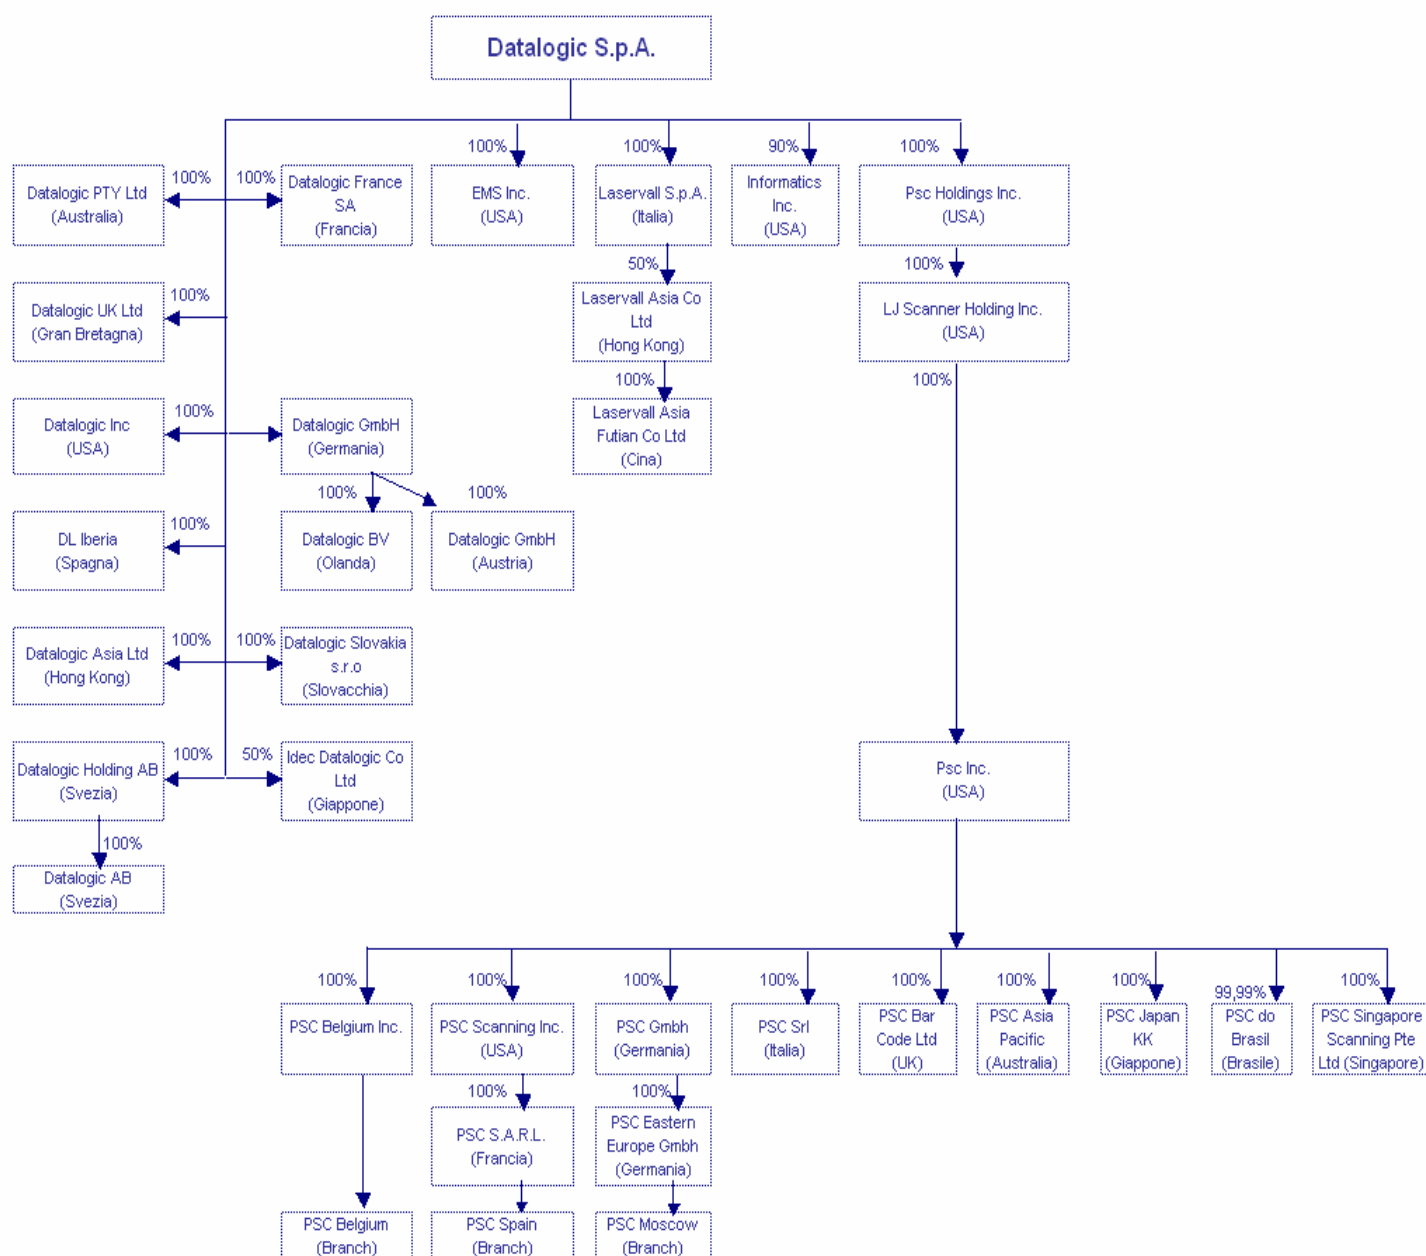 Datalogic S.p.A.
100%
100%
90%
100%
100%
100%
Datalogic PTY Ltd
(Australia)
Datalogic France
SA
(Francia)
EMS Inc.
(USA)
Laservall S.p.A.
(Italia)
Informatics
Inc.
(USA)
Psc Holdings Inc.
(USA)
50%
100%
100%
Datalogic UK Ltd
(Gran Bretagna)
Laservall Asia Co
Ltd
(Hong Kong)
LJ Scanner Holding Inc.
(USA)
100%
100%
100%
Datalogic Inc
(USA)
Datalogic GmbH
(Germania)
Laservall Asia
Futian Co Ltd
(Cina)
100%
100%
100%
DL Iberia
(Spagna)
Datalogic BV
(Olanda)
Datalogic GmbH
(Austria)
100%
100%
Datalogic Asia Ltd
(Hong Kong)
Datalogic Slovakia
s.r.o
(Slovacchia)
100%
50%
Datalogic Holding AB
(Svezia)
Idec Datalogic Co
Ltd
(Giappone)
Psc Inc.
(USA)
100%
Datalogic AB
(Svezia)
100%
100%
100%
100%
100%
100%
100%
99,99%
100%
PSC Belgium Inc.
PSC Scanning Inc.
(USA)
PSC Gmbh
(Germania)
PSC Srl
(Italia)
PSC Bar
Code Ltd
(UK)
PSC Asia
Pacific
(Australia)
PSC Japan
KK
(Giappone)
PSC do
Brasil
(Brasile)
PSC Singapore
Scanning Pte
Ltd (Singapore)
100%
100%
PSC S.A.R.L.
(Francia)
PSC Eastern
Europe Gmbh
(Germania)
PSC Belgium
(Branch)
PSC Spain
(Branch)
PSC Moscow
(Branch)